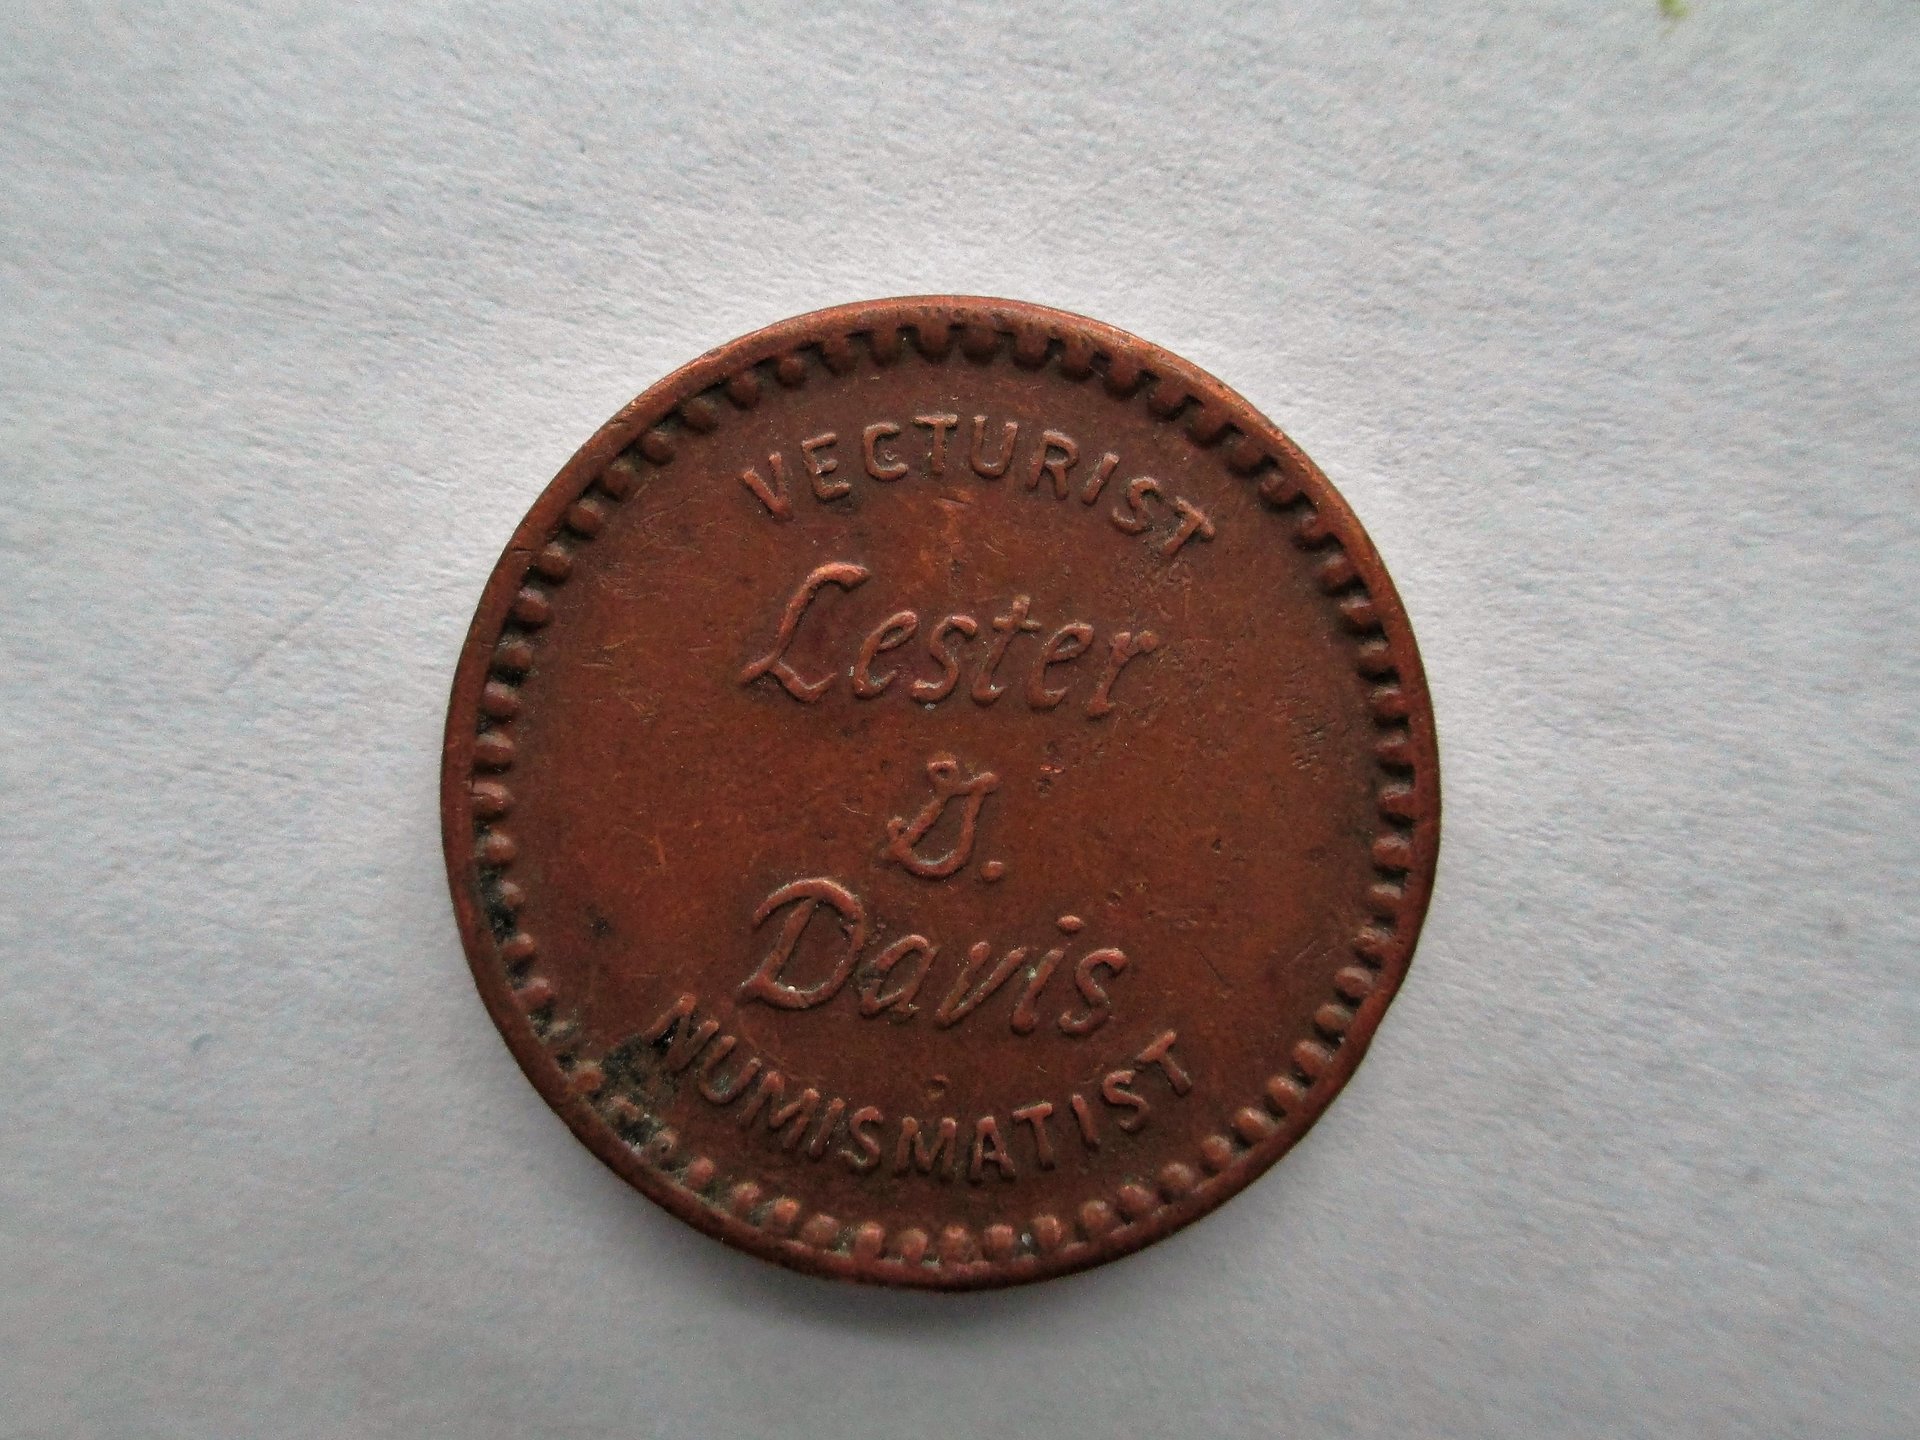 VECTURIST
Lester
G.
Davis
NUMISMATIST